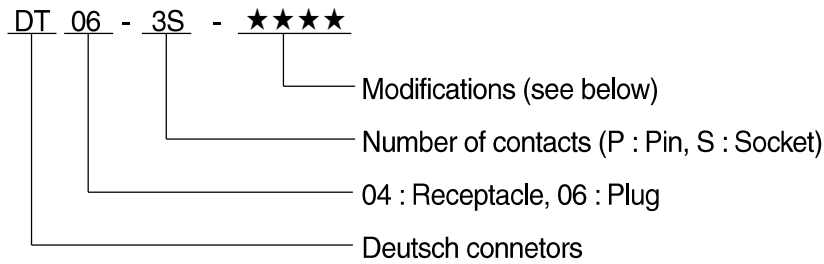 DT 06 - 3S - ★★★★
Modifications (see below)
Number of contacts (P : Pin, S : Socket)
04 : Receptacle, 06 : Plug
Deutsch connetors